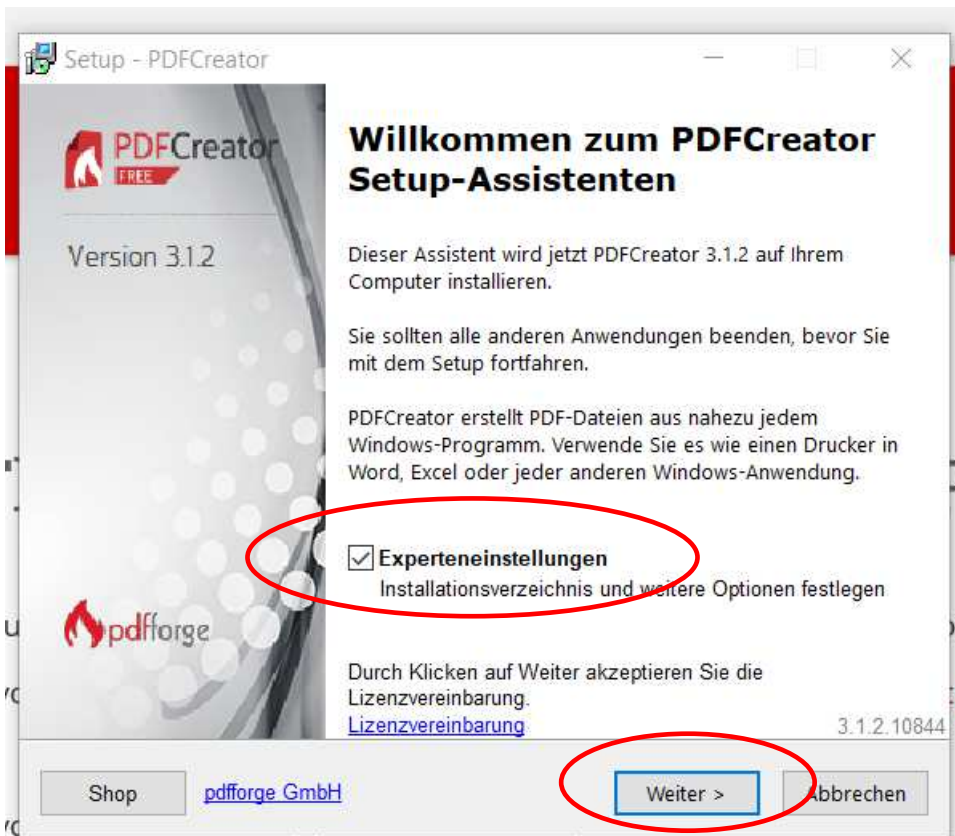 Setup - PDFCreator
PDFCreator
FREE
Version 3.1.2
Willkommen zum PDFCreator
Setup-Assistenten
Dieser Assistent wird jetzt PDFCreator 3.1.2 auf Ihrem
Computer installieren.
Sie sollten alle anderen Anwendungen beenden, bevor Sie
mit dem Setup fortfahren.
PDFCreator erstellt PDF-Dateien aus nahezu jedem
Windows-Programm. Verwende Sie es wie einen Drucker in
Word, Excel oder jeder anderen Windows-Anwendung.
Experteneinstellungen
Installationsverzeichnis und weitere Optionen festlegen
pdfforge
Durch Klicken auf Weiter akzeptieren Sie die
Lizenzvereinbarung.
Lizenzvereinbarung
3.1.2.10844
Shop
pdfforge GmbH
Weiter >
Abbrechen